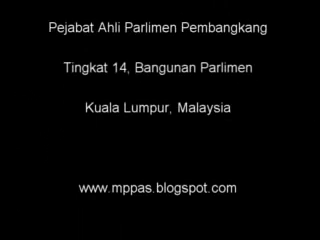 Pejabat Ahli Parlimen Pembangkang
Tingkat 14, Bangunan Parlimen
Kuala Lumpur, Malaysia
www.mppas.blogspot.com